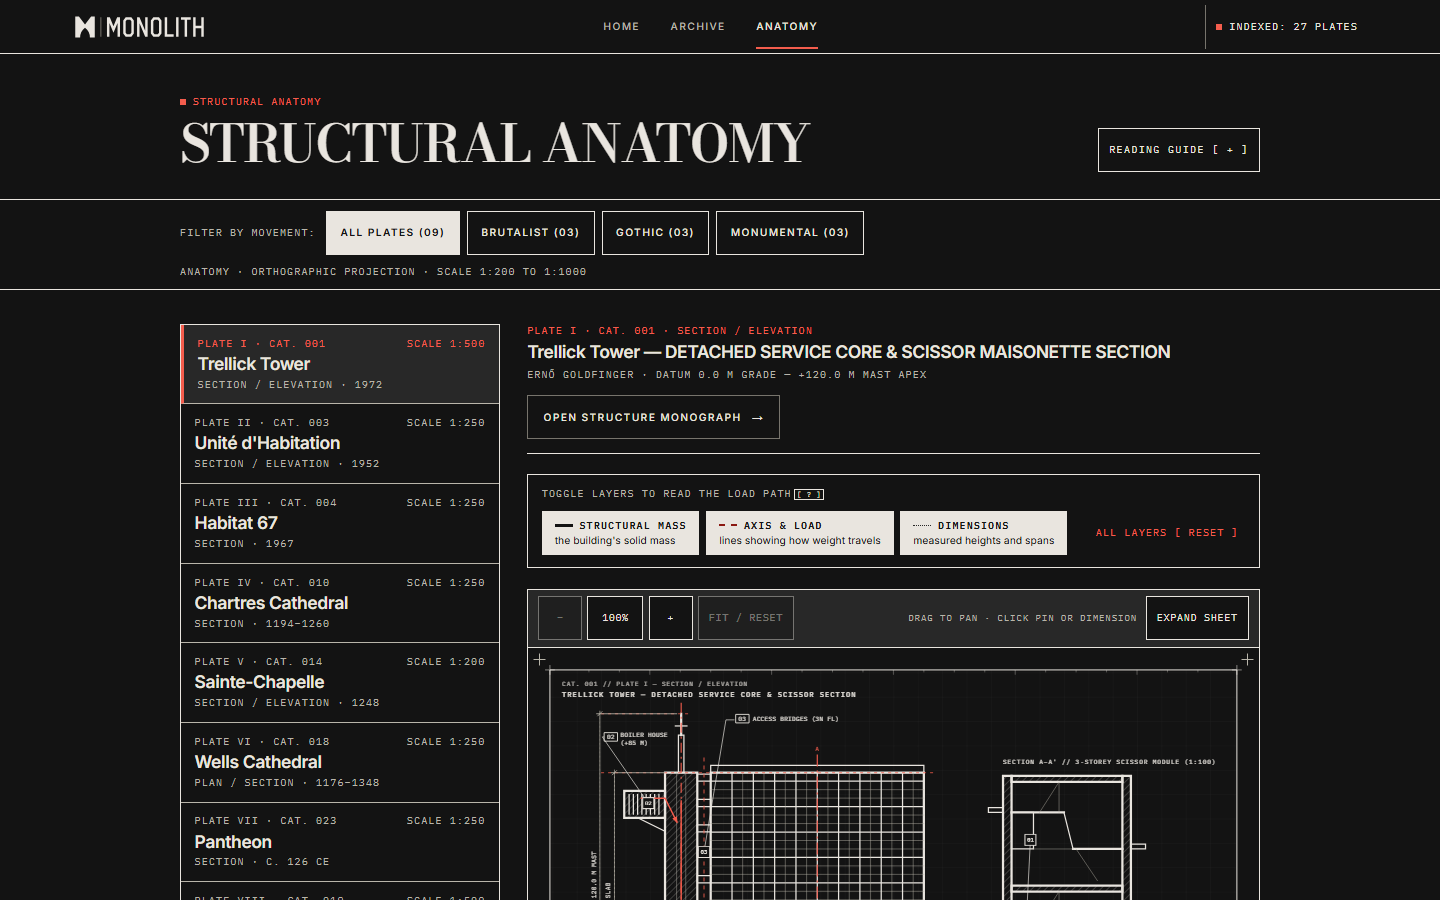 MONOLITH
HOME
ARCHIVE
ANATOMY
INDEXED: 27 PLATES
STRUCTURAL ANATOMY
STRUCTURAL ANATOMY
READING GUIDE [ + ]
FILTER BY MOVEMENT:
ALL PLATES (09)
BRUTALIST (03)
GOTHIC (03)
MONUMENTAL (03)
ANATOMY · ORTHOGRAPHIC PROJECTION · SCALE 1:200 TO 1:1000
PLATE I · CAT. 001
SCALE 1:500
Trellick Tower
SECTION / ELEVATION · 1972
PLATE II · CAT. 003
SCALE 1:250
Unité d'Habitation
SECTION / ELEVATION · 1952
PLATE III · CAT. 004
SCALE 1:250
Habitat 67
SECTION · 1967
PLATE IV · CAT. 010
SCALE 1:250
Chartres Cathedral
SECTION · 1194–1260
PLATE V · CAT. 014
SCALE 1:200
Sainte-Chapelle
SECTION / ELEVATION · 1248
PLATE VI · CAT. 018
SCALE 1:250
Wells Cathedral
PLAN / SECTION · 1176–1348
PLATE VII · CAT. 023
SCALE 1:250
Pantheon
SECTION · C. 126 CE
PLATE I · CAT. 001 · SECTION / ELEVATION
Trellick Tower — DETACHED SERVICE CORE & SCISSOR MAISONETTE SECTION
ERNŐ GOLDFINGER · DATUM 0.0 M GRADE — +120.0 M MAST APEX
OPEN STRUCTURE MONOGRAPH →
TOGGLE LAYERS TO READ THE LOAD PATH [ ? ]
STRUCTURAL MASS
the building's solid mass
AXIS & LOAD
lines showing how weight travels
DIMENSIONS
measured heights and spans
ALL LAYERS [ RESET ]
−
100%
+
FIT / RESET
DRAG TO PAN · CLICK PIN OR DIMENSION
EXPAND SHEET
CAT. 001 // PLATE I — SECTION / ELEVATION
TRELLICK TOWER — DETACHED SERVICE CORE & SCISSOR SECTION
03 ACCESS BRIDGES (3N FL)
02 BOILER HOUSE
(+85 M)
A
SECTION A-A' // 3-STOREY SCISSOR MODULE (1:100)
02
01
03
120.0 M MAST
SLAB